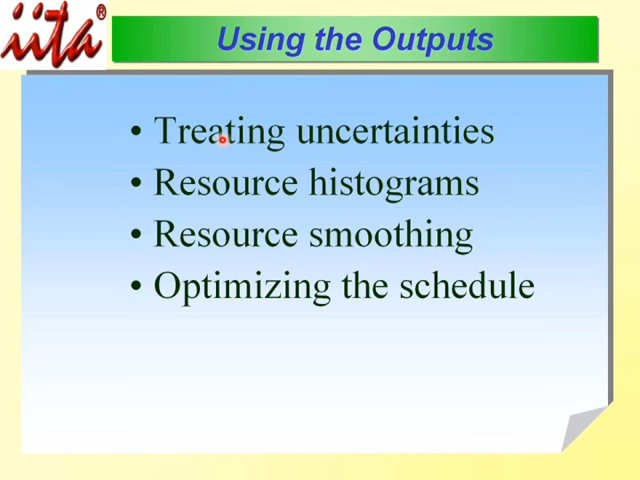 iita®
Using the Outputs
• Treating uncertainties
• Resource histograms
• Resource smoothing
• Optimizing the schedule